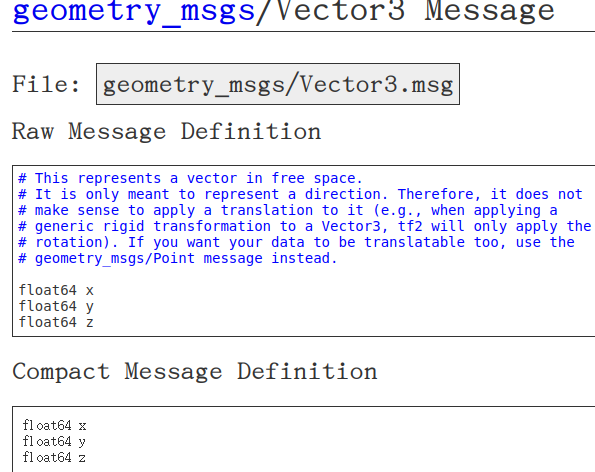 geometry_msgs/Vector3 Message
File: geometry_msgs/Vector3.msg
Raw Message Definition
# This represents a vector in free space.
# It is only meant to represent a direction. Therefore, it does not
# make sense to apply a translation to it (e.g., when applying a
# generic rigid transformation to a Vector3, tf2 will only apply the
# rotation). If you want your data to be translatable too, use the
# geometry_msgs/Point message instead.
float64 x
float64 y
float64 z
Compact Message Definition
float64 x
float64 y
float64 z